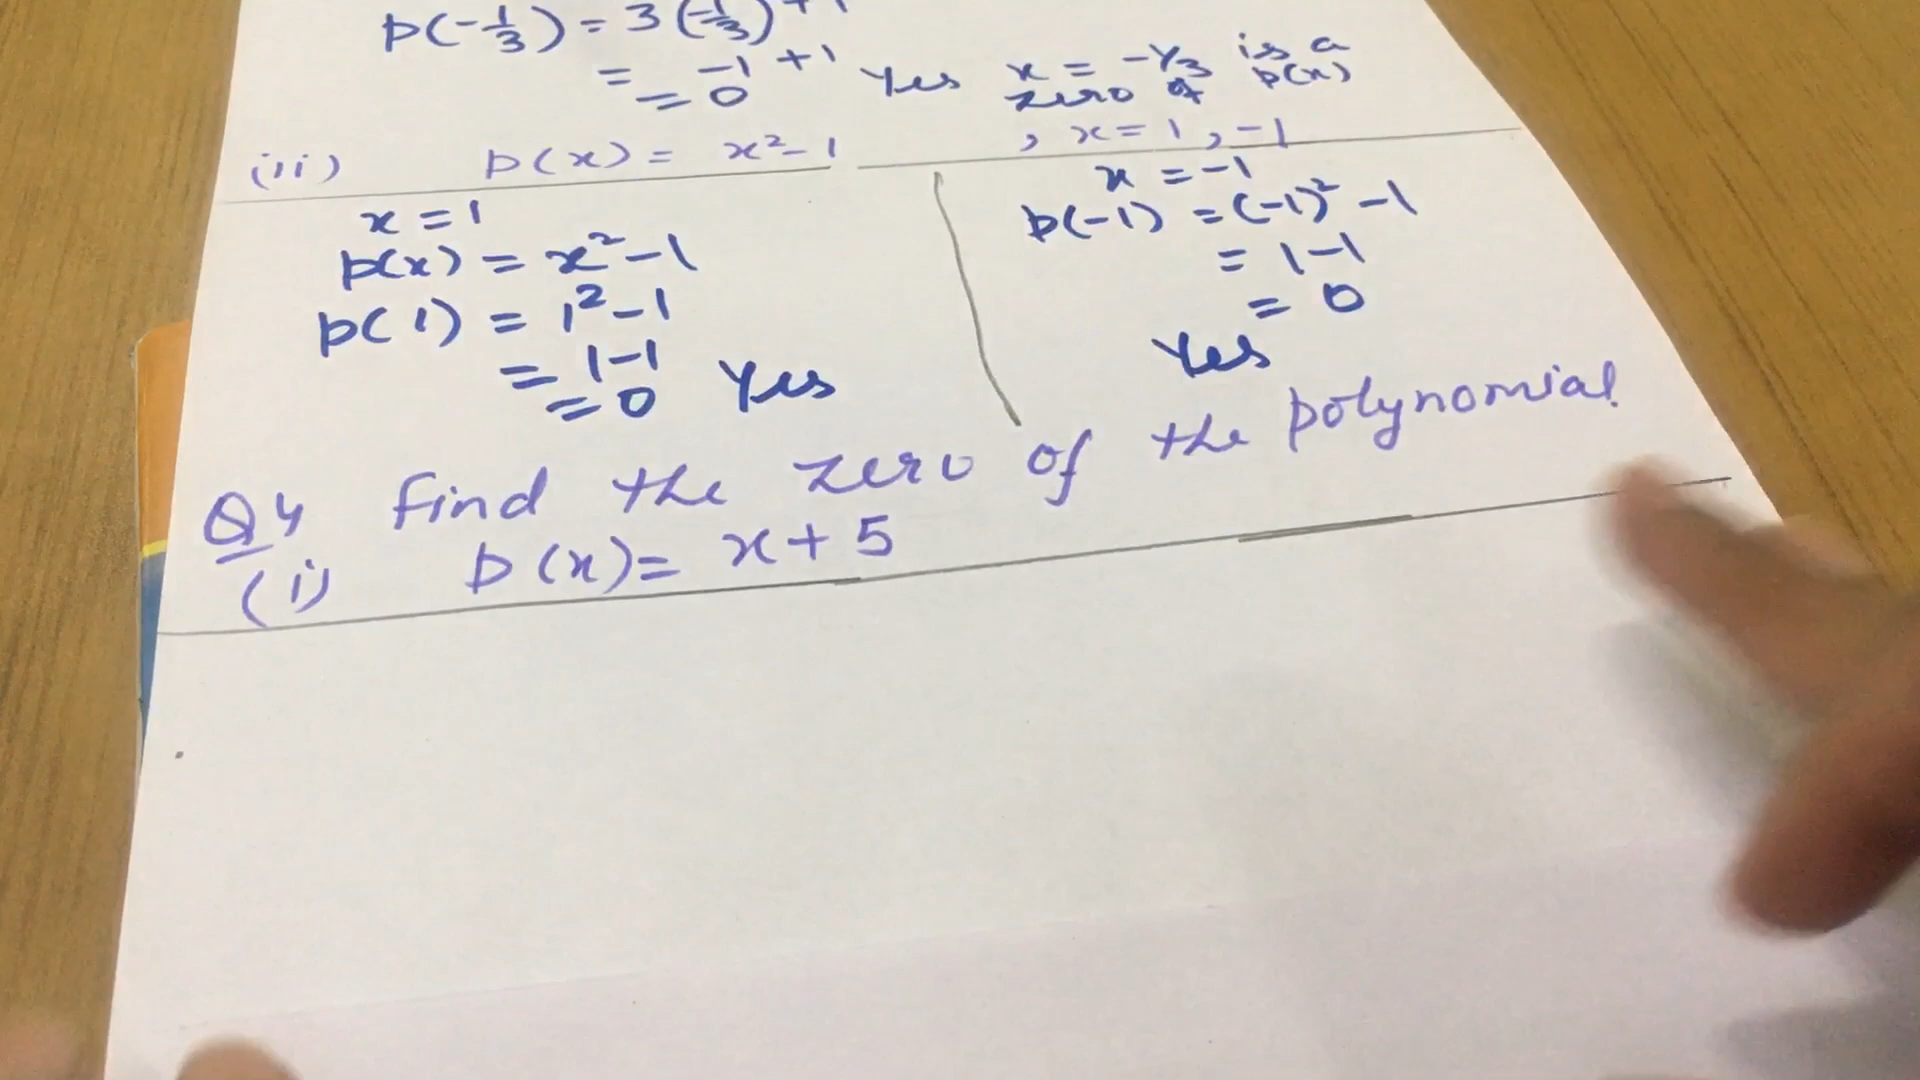 p(-1/3) = 3(-1/3)+1
= -1+1
= 0
Yes x = -1/3 is a
zero of p(x)
(iii) p(x) = x²-1 , x = 1, -1
x = 1
p(x) = x²-1
p(1) = 1²-1
= 1-1
= 0 Yes
x = -1
p(-1) = (-1)²-1
= 1-1
= 0
Yes
Q4 find the zero of the polynomial.
(i) p(x) = x+5